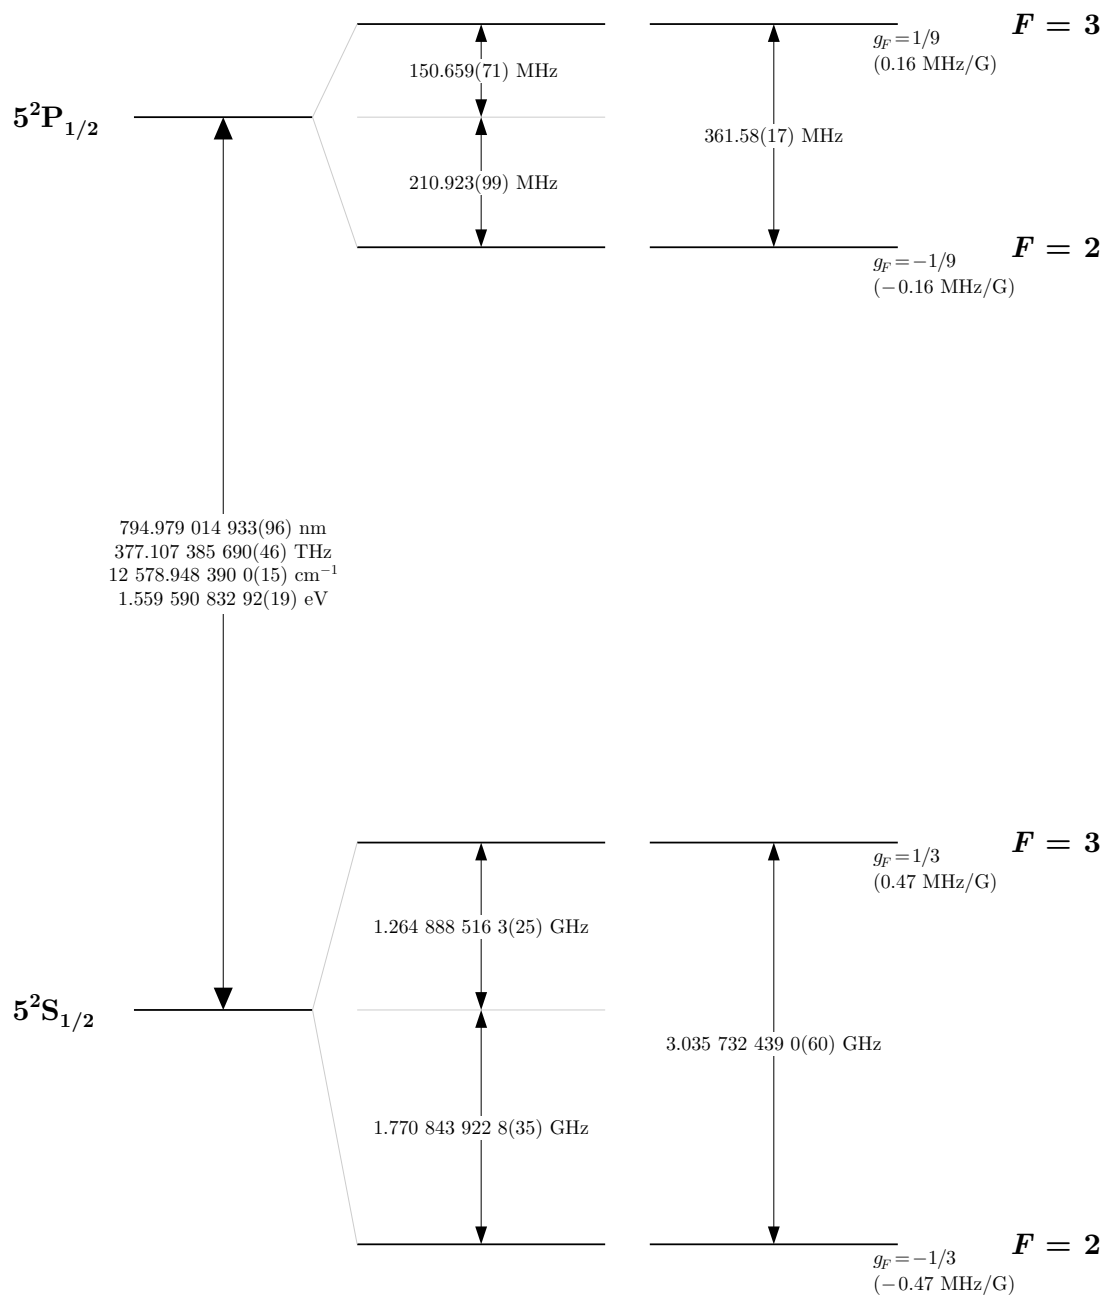 F = 3
g_F = 1/9
(0.16 MHz/G)
150.659(71) MHz
5²P₁/₂
361.58(17) MHz
210.923(99) MHz
F = 2
g_F = −1/9
(−0.16 MHz/G)
794.979 014 933(96) nm
377.107 385 690(46) THz
12 578.948 390 0(15) cm⁻¹
1.559 590 832 92(19) eV
F = 3
g_F = 1/3
(0.47 MHz/G)
1.264 888 516 3(25) GHz
5²S₁/₂
3.035 732 439 0(60) GHz
1.770 843 922 8(35) GHz
F = 2
g_F = −1/3
(−0.47 MHz/G)